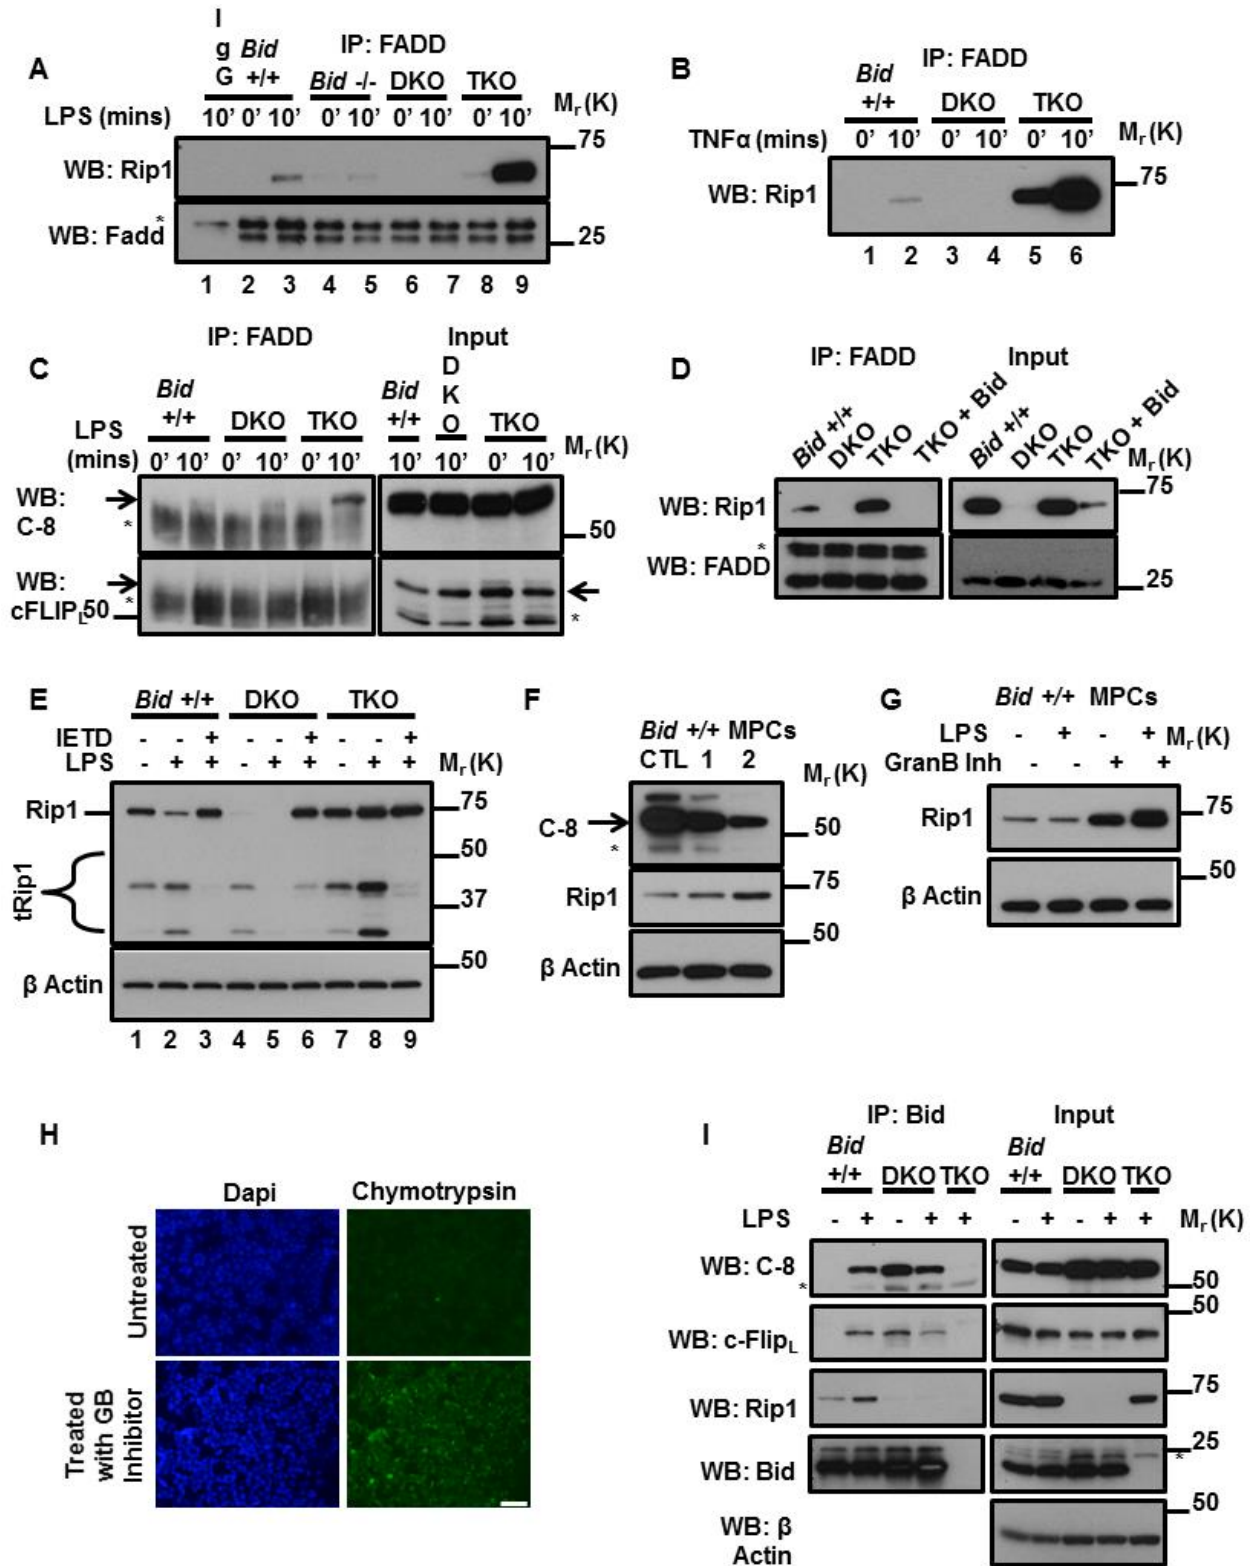 A
I
g
G
Bid
+/+
IP: FADD
Bid -/- DKO TKO
LPS (mins) 10' 0' 10' 0' 10' 0' 10' 0' 10' Mr (K)
75
WB: Rip1
*
WB: Fadd
25
1 2 3 4 5 6 7 8 9
B
Bid
+/+
IP: FADD
DKO TKO
TNFα (mins) 0' 10' 0' 10' 0' 10' Mr (K)
75
WB: Rip1
1 2 3 4 5 6
C
IP: FADD Input
Bid
+/+ DKO TKO
Bid
+/+
D
K
O
TKO
LPS
(mins) 0' 10' 0' 10' 0' 10' 10' 10' 0' 10' Mr (K)
WB:
C-8
*
50
WB:
cFLIPL
*
50
*
D
IP: FADD Input
Bid +/+ DKO TKO TKO + Bid Bid +/+ DKO TKO TKO + Bid Mr (K)
75
WB: Rip1
*
WB: FADD
25
E
Bid +/+ DKO TKO
IETD - - + - - + - - +
LPS - + + - + + - + + Mr (K)
Rip1 75
50
tRip1
37
50
β Actin
1 2 3 4 5 6 7 8 9
F
Bid +/+ MPCs
CTL 1 2 Mr (K)
C-8 50
*
Rip1 75
50
β Actin
G
Bid +/+ MPCs
LPS - + - + Mr (K)
GranB Inh - - + +
Rip1 75
50
β Actin
H
Dapi Chymotrypsin
Untreated
Treated
with GB
Inhibitor
I
IP: Bid Input
Bid
+/+ DKO TKO
Bid
+/+ DKO TKO
LPS - + - + + - + - + + Mr (K)
WB: C-8
*
50
50
WB: c-FlipL
75
WB: Rip1
25
*
WB: Bid
50
WB: β
Actin